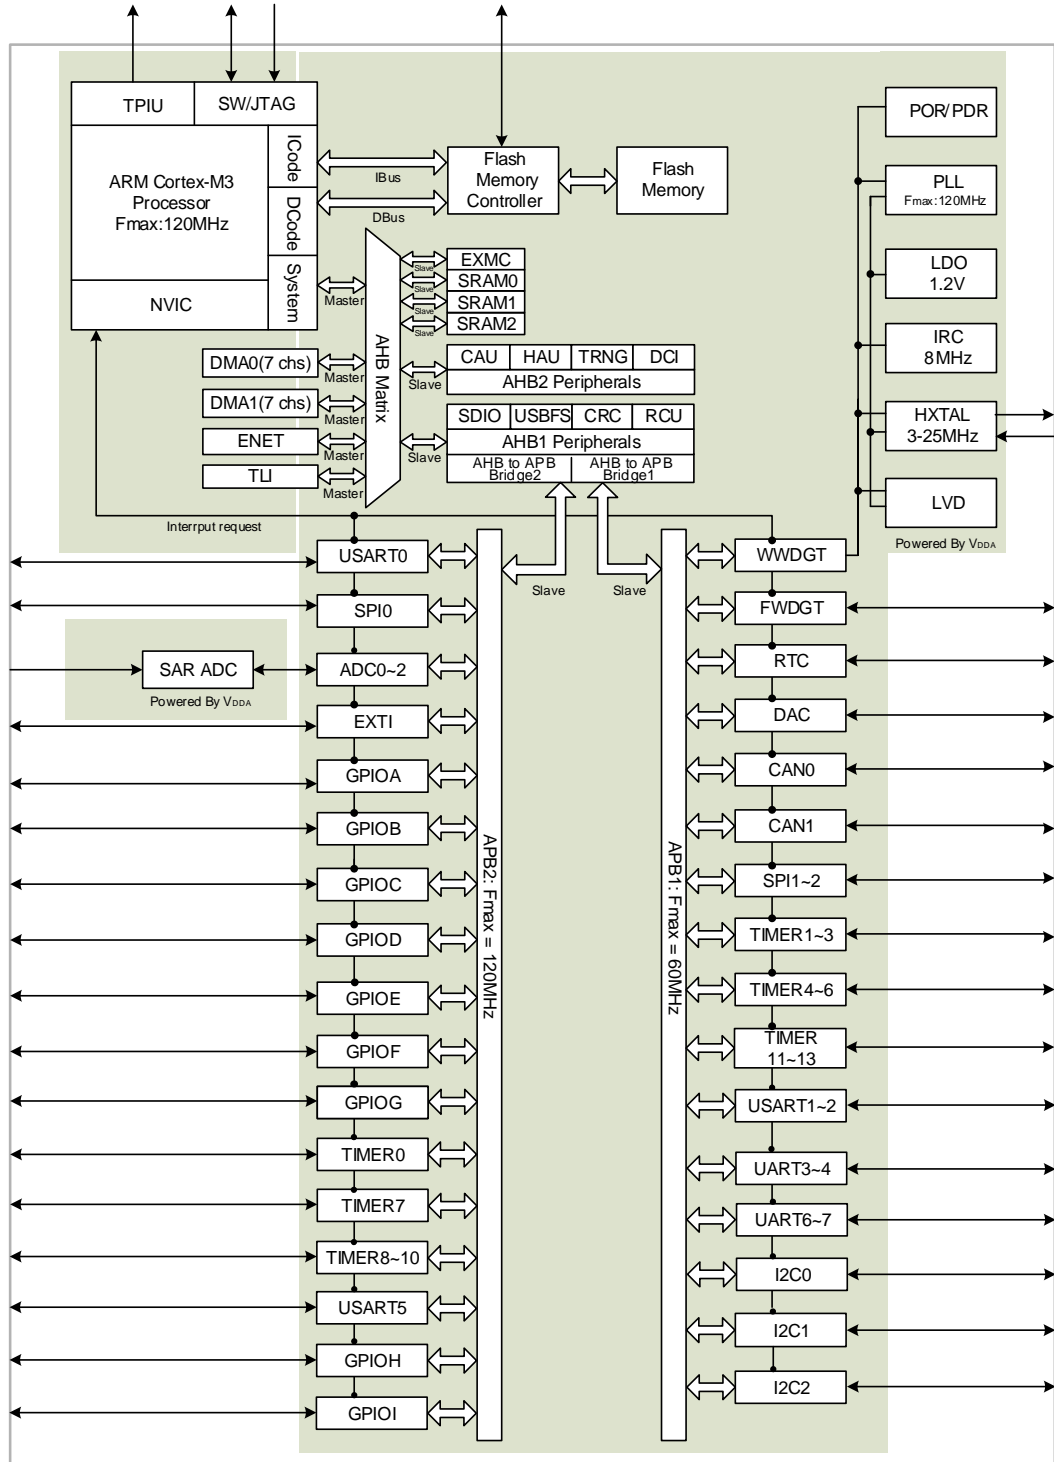 TPIU
SW/JTAG
ARM Cortex-M3
Processor
Fmax:120MHz
ICode
DCode
System
NVIC
IBus
DBus
Flash
Memory
Controller
Flash
Memory
POR/PDR
PLL
Fmax:120MHz
LDO
1.2V
IRC
8MHz
HXTAL
3-25MHz
LVD
Powered By VDDA
Master
AHB Matrix
Slave
EXMC
Slave
SRAM0
Slave
SRAM1
Slave
SRAM2
DMA0(7 chs)
Master
DMA1(7 chs)
Master
ENET
Master
TLI
Master
Slave
CAU
HAU
TRNG
DCI
AHB2 Peripherals
Slave
SDIO
USBFS
CRC
RCU
AHB1 Peripherals
AHB to APB
Bridge2
AHB to APB
Bridge1
Interrput request
Slave
Slave
USART0
SPI0
SAR ADC
Powered By VDDA
ADC0~2
EXTI
GPIOA
GPIOB
GPIOC
GPIOD
GPIOE
GPIOF
GPIOG
TIMER0
TIMER7
TIMER8~10
USART5
GPIOH
GPIOI
APB2: Fmax = 120MHz
APB1: Fmax = 60MHz
WWDGT
FWDGT
RTC
DAC
CAN0
CAN1
SPI1~2
TIMER1~3
TIMER4~6
TIMER
11~13
USART1~2
UART3~4
UART6~7
I2C0
I2C1
I2C2